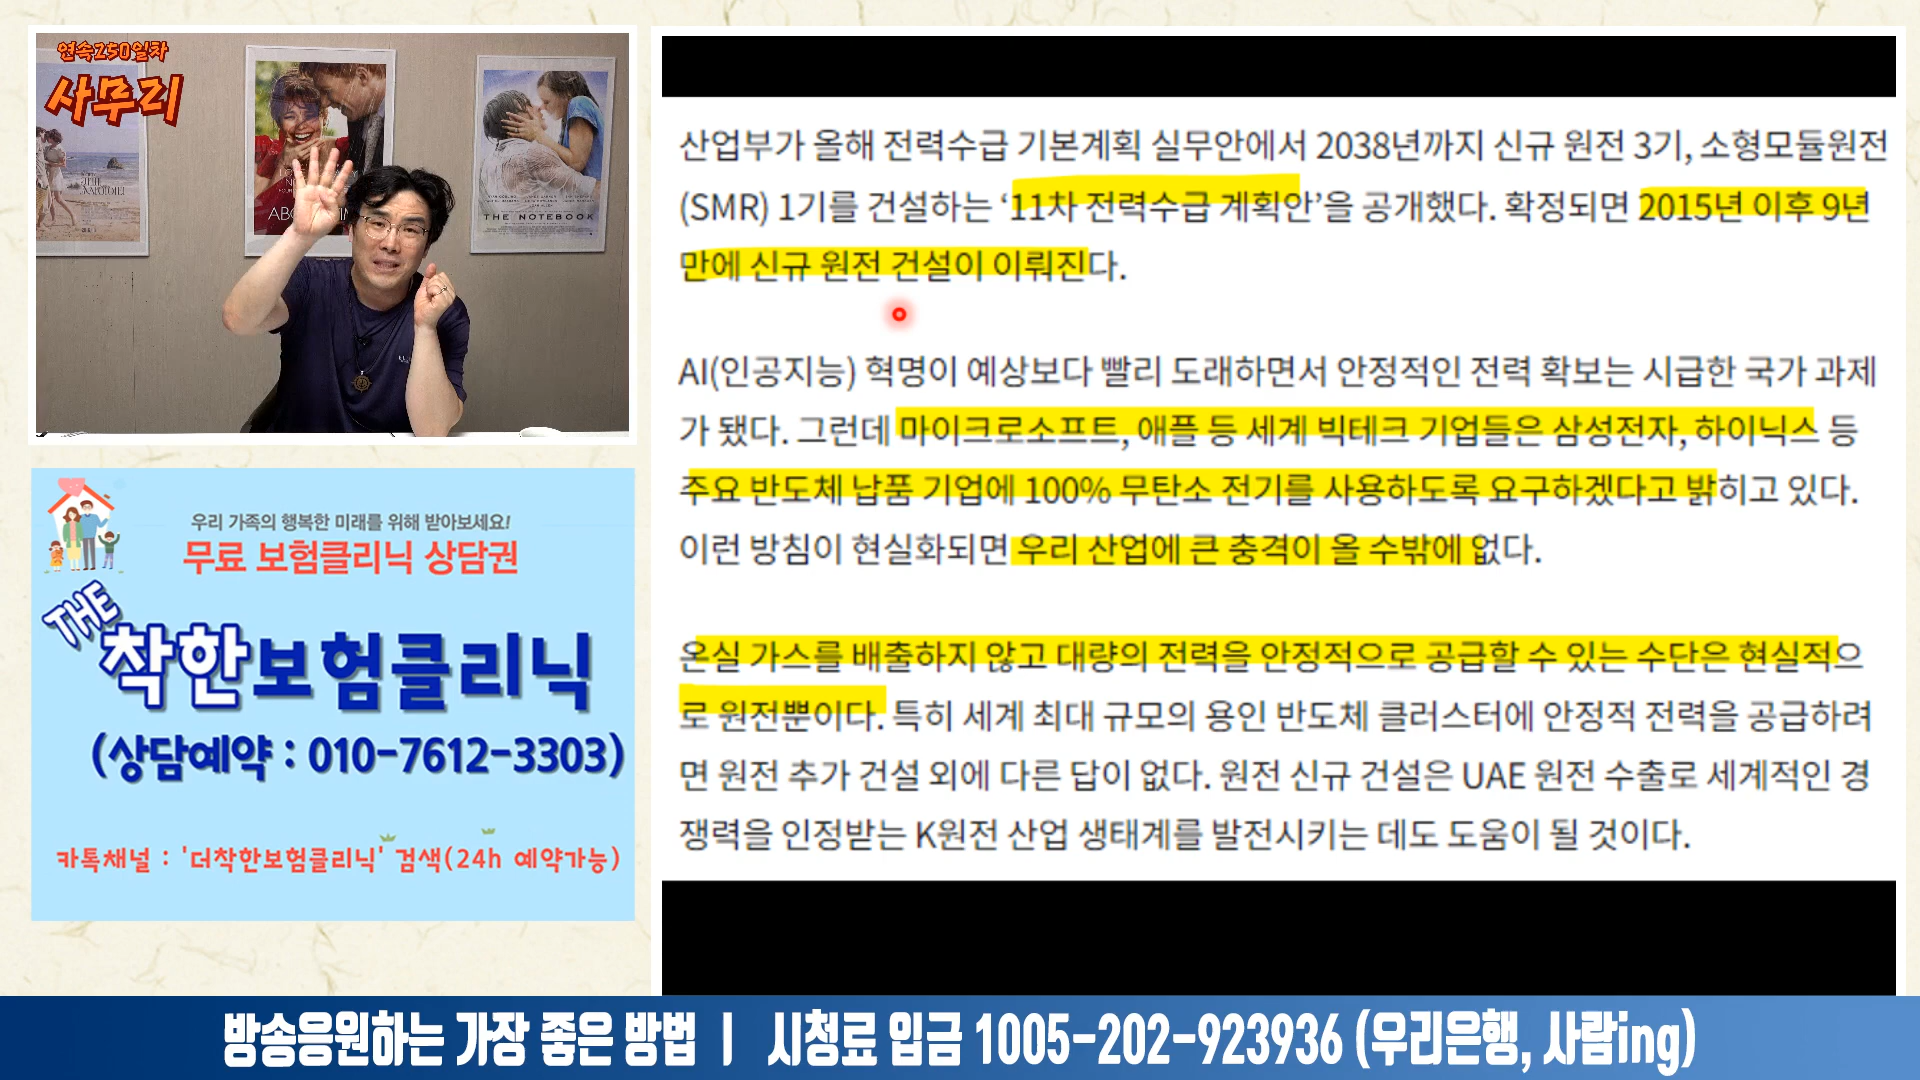 연속250일차
사무리
THE NOTEBOOK
산업부가 올해 전력수급 기본계획 실무안에서 2038년까지 신규 원전 3기, 소형모듈원전
(SMR) 1기를 건설하는 ‘11차 전력수급 계획안’을 공개했다. 확정되면 2015년 이후 9년
만에 신규 원전 건설이 이뤄진다.
AI(인공지능) 혁명이 예상보다 빨리 도래하면서 안정적인 전력 확보는 시급한 국가 과제
가 됐다. 그런데 마이크로소프트, 애플 등 세계 빅테크 기업들은 삼성전자, 하이닉스 등
주요 반도체 납품 기업에 100% 무탄소 전기를 사용하도록 요구하겠다고 밝히고 있다.
이런 방침이 현실화되면 우리 산업에 큰 충격이 올 수밖에 없다.
온실 가스를 배출하지 않고 대량의 전력을 안정적으로 공급할 수 있는 수단은 현실적으
로 원전뿐이다. 특히 세계 최대 규모의 용인 반도체 클러스터에 안정적 전력을 공급하려
면 원전 추가 건설 외에 다른 답이 없다. 원전 신규 건설은 UAE 원전 수출로 세계적인 경
쟁력을 인정받는 K원전 산업 생태계를 발전시키는 데도 도움이 될 것이다.
우리 가족의 행복한 미래를 위해 받아보세요!
무료 보험클리닉 상담권
THE
착한보험클리닉
(상담예약 : 010-7612-3303)
카톡채널 : '더착한보험클리닉' 검색(24h 예약가능)
방송응원하는 가장 좋은 방법 | 시청료 입금 1005-202-923936 (우리은행, 사람ing)